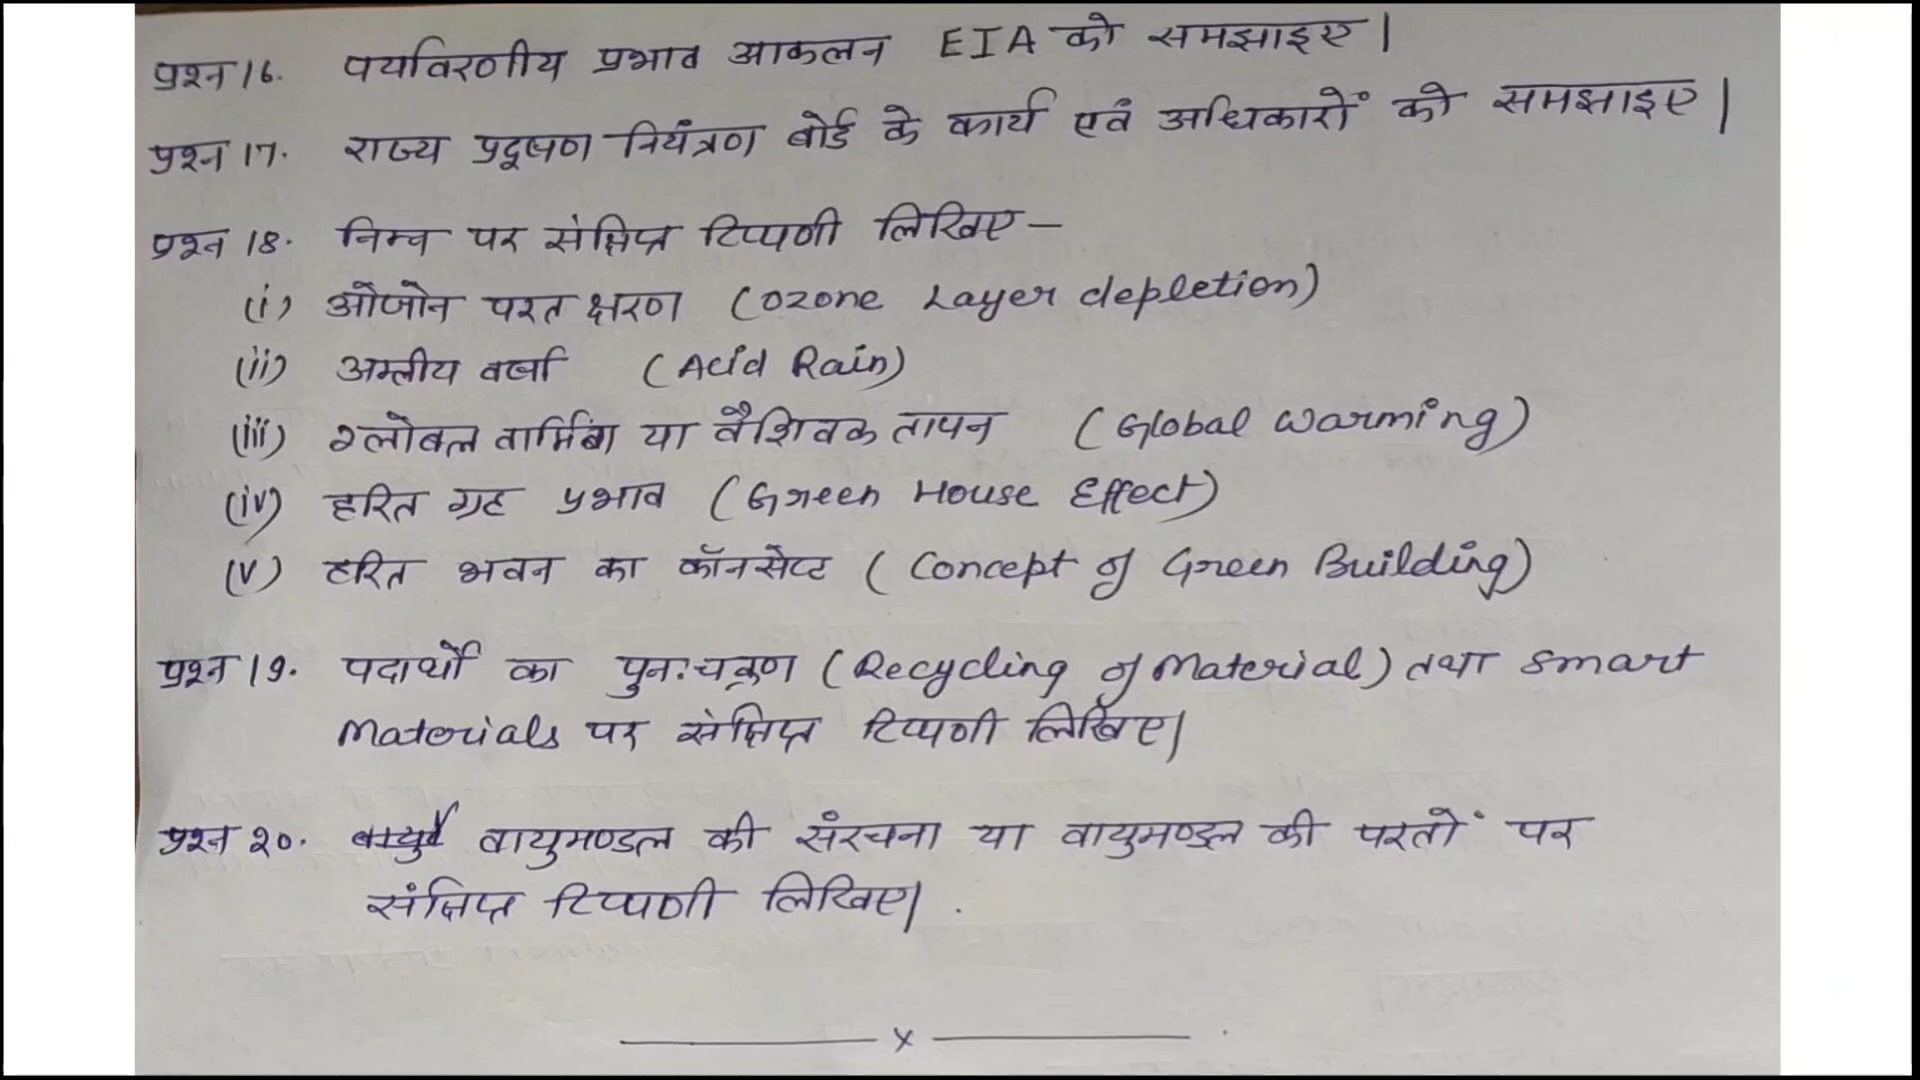 प्रश्न 16. पर्यावरणीय प्रभाव आकलन EIA को समझाइए |
प्रश्न 17. राज्य प्रदूषण नियंत्रण बोर्ड के कार्य एवं अधिकारों को समझाइए |
प्रश्न 18. निम्न पर संक्षिप्त टिप्पणी लिखिए –
(i) ओजोन परत क्षरण (Ozone Layer depletion)
(ii) अम्लीय वर्षा (Acid Rain)
(iii) ग्लोबल वार्मिंग या वैश्विक तापन (Global Warming)
(iv) हरित ग्रह प्रभाव (Green House Effect)
(v) हरित भवन का कॉनसेप्ट (Concept of Green Building)
प्रश्न 19. पदार्थों का पुनःचक्रण (Recycling of Material) तथा Smart
Materials पर संक्षिप्त टिप्पणी लिखिए|
प्रश्न 20. वायुमण्डल की संरचना या वायुमण्डल की परतों पर
संक्षिप्त टिप्पणी लिखिए|
x